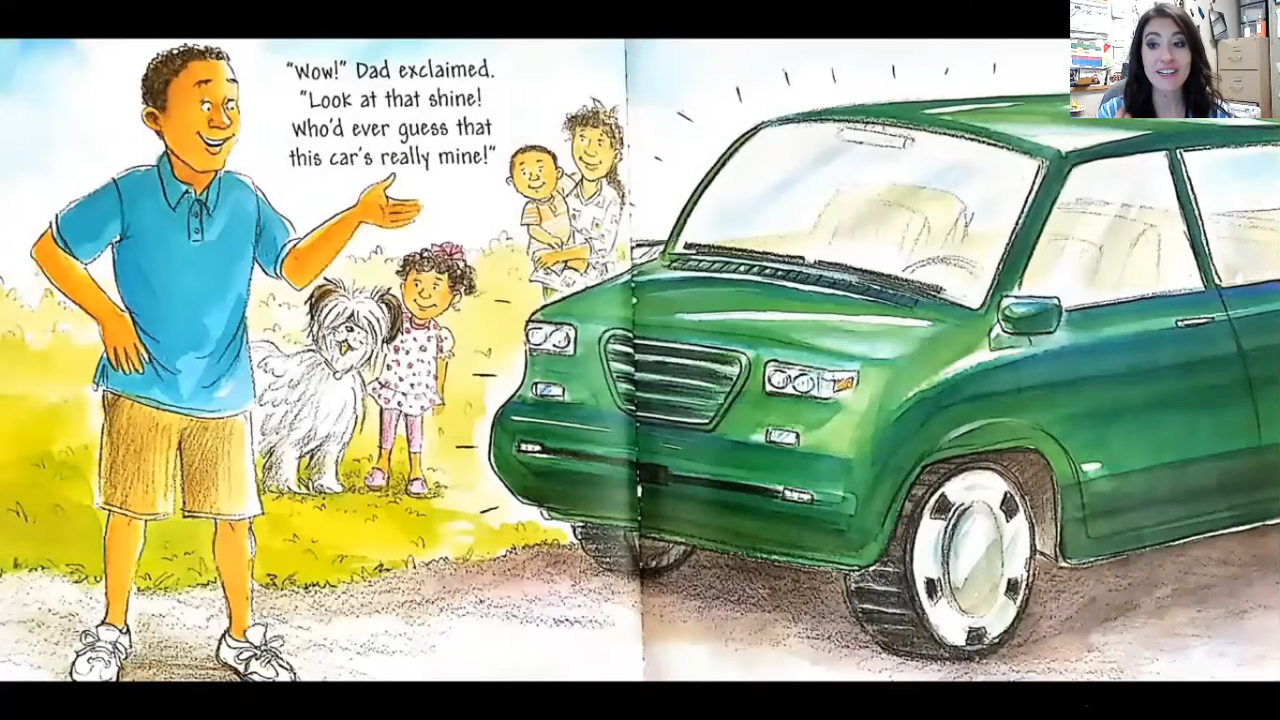 "Wow!" Dad exclaimed.
"Look at that shine!
Who'd ever guess that
this car's really mine!"